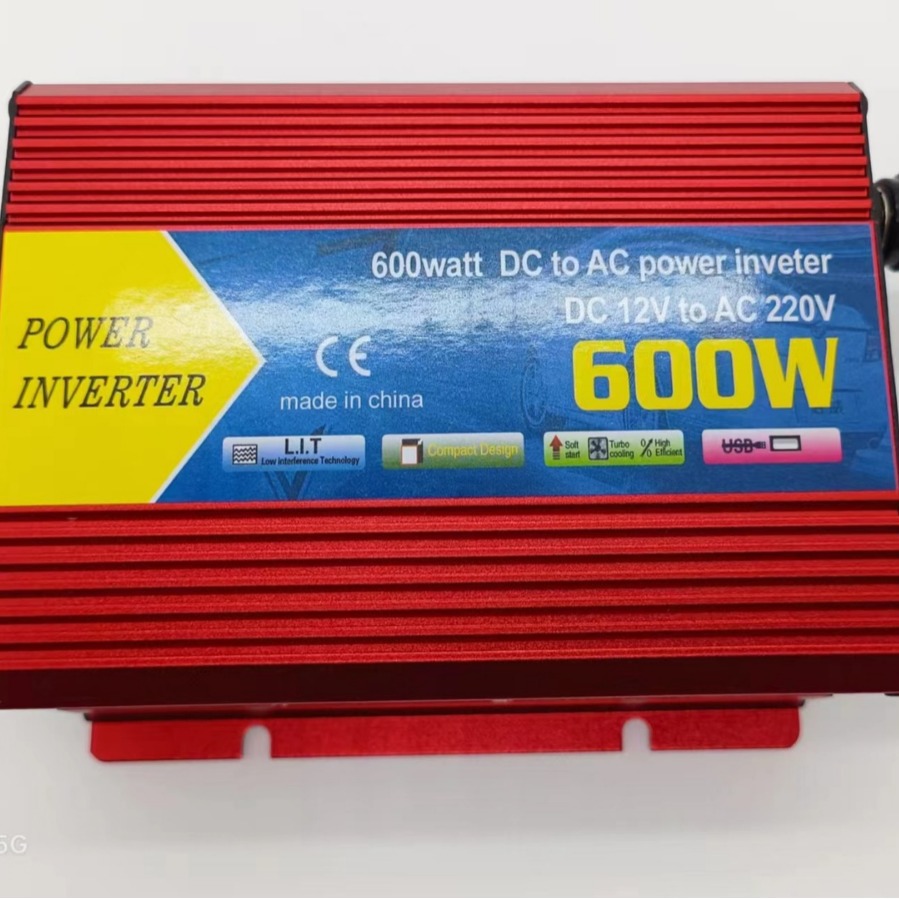 600watt DC to AC power inveter
DC 12V to AC 220V
600W
POWER
INVERTER
CE
made in china
L.I.T
Low interference Technology
Compact Design
Soft
start
Turbo
cooling
High
Efficient
USB
5G